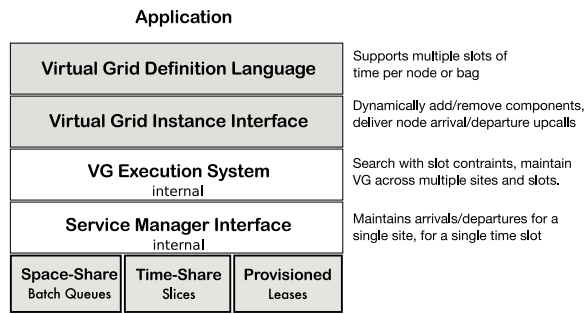 Application
Virtual Grid Definition Language
Supports multiple slots of
time per node or bag
Virtual Grid Instance Interface
Dynamically add/remove components,
deliver node arrival/departure upcalls
VG Execution System
internal
Search with slot contraints, maintain
VG across multiple sites and slots.
Service Manager Interface
internal
Maintains arrivals/departures for a
single site, for a single time slot
Space-Share
Batch Queues
Time-Share
Slices
Provisioned
Leases